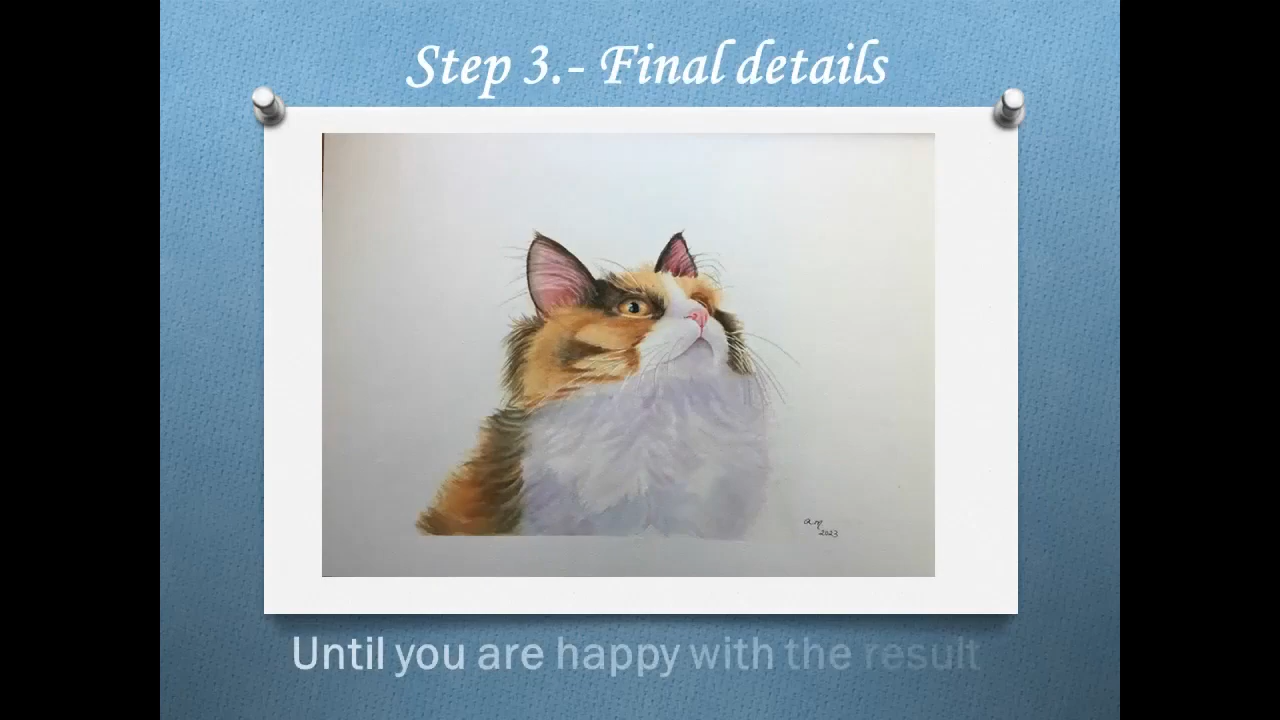 Step 3.- Final details
a.m
2023
Until you are happy with the result